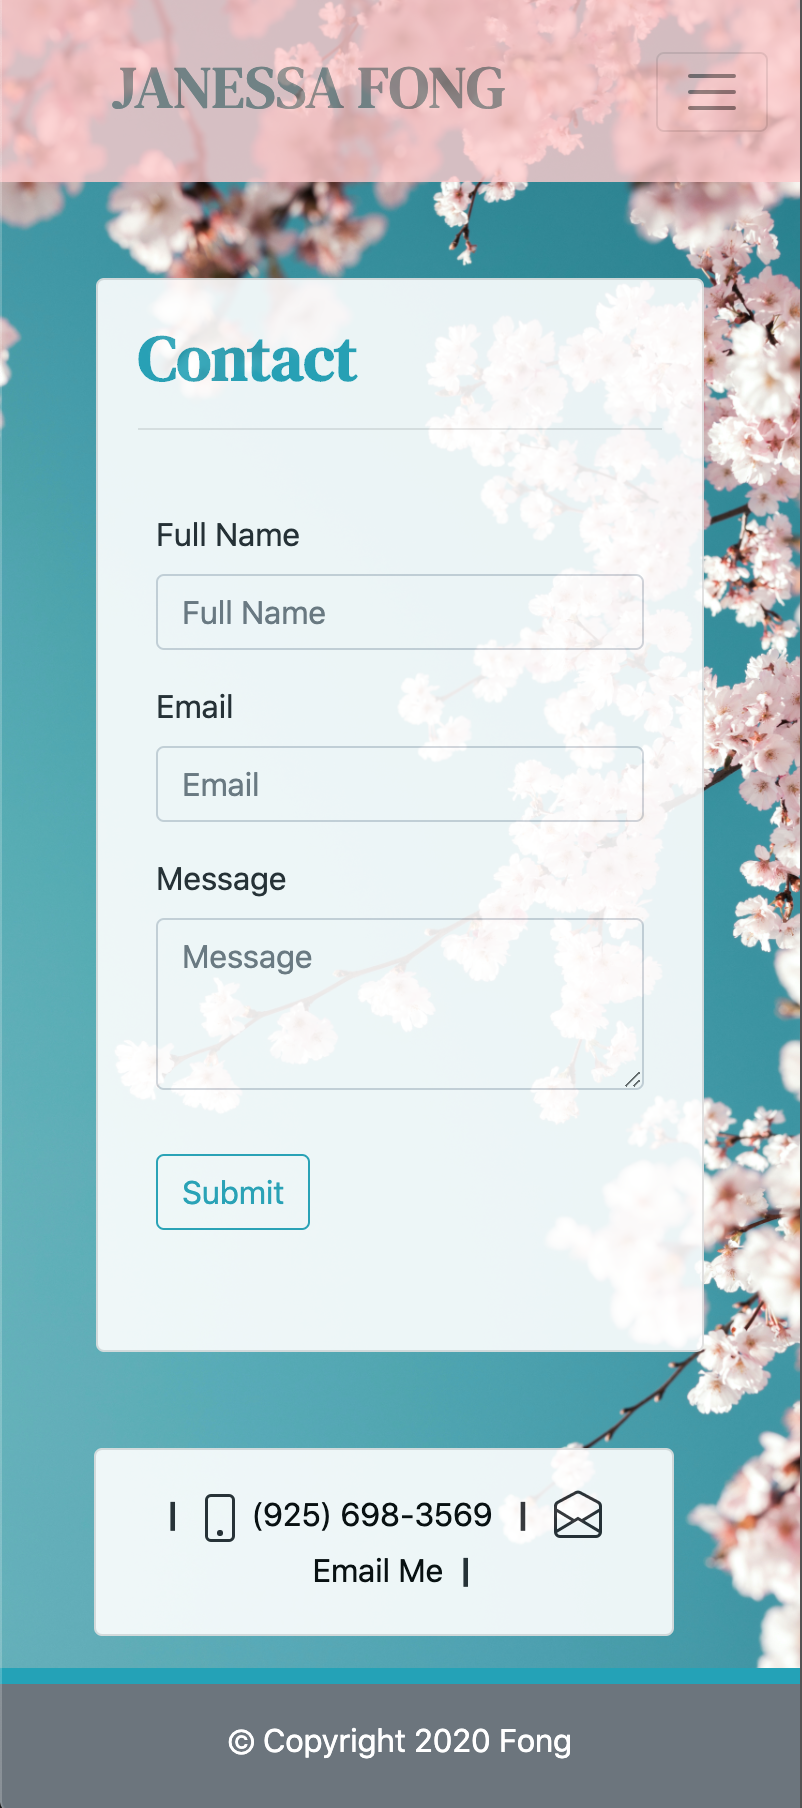 JANESSA FONG
Contact
Full Name
Full Name
Email
Email
Message
Message
Submit
| (925) 698-3569 |
Email Me |
© Copyright 2020 Fong